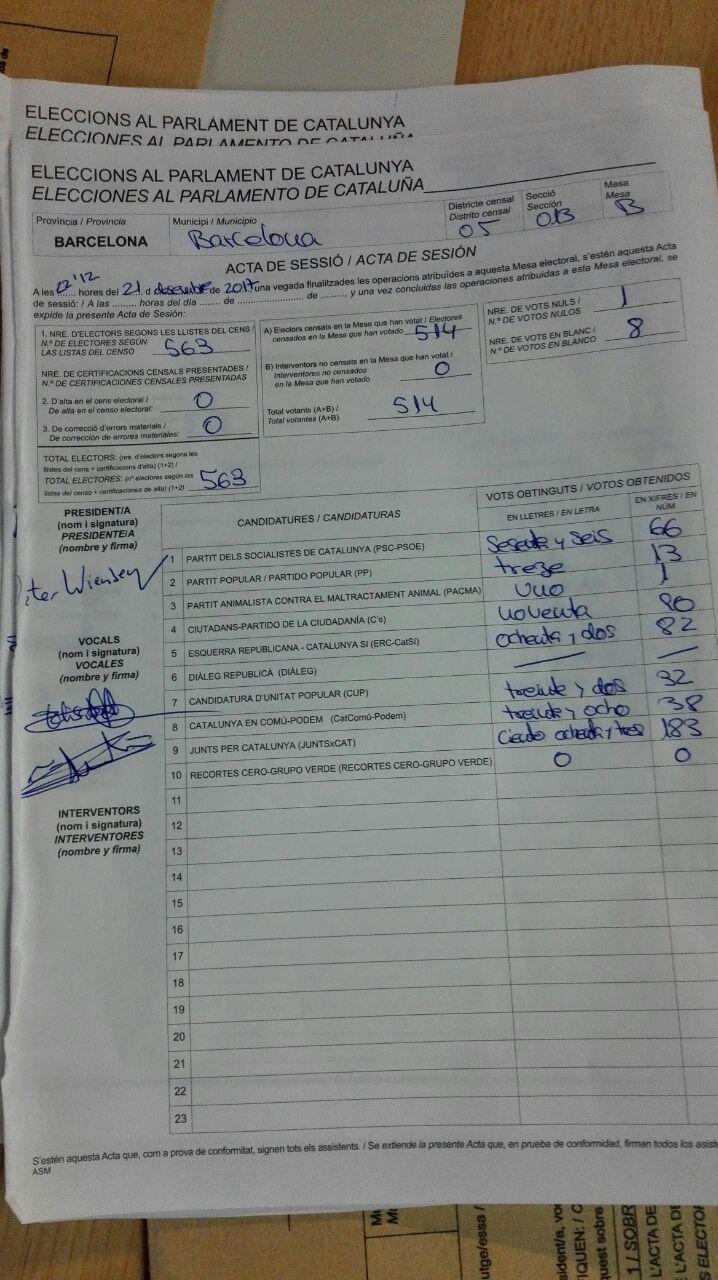 ELECCIONS AL PARLAMENT DE CATALUNYA
ELECCIONES AL PARLAMENTO DE CATALUÑA
ELECCIONS AL PARLAMENT DE CATALUNYA
ELECCIONES AL PARLAMENTO DE CATALUÑA
Província / Provincia
BARCELONA
Municipi / Municipio
Barcelona
Districte censal
Distrito censal
05
Secció
Sección
Mesa
Mesa
B
ACTA DE SESSIÓ / ACTA DE SESIÓN
A les 22'12 hores del 21 d desembre de 2017 una vegada finalitzades les operacions atribuïdes a aquesta Mesa electoral, s'estén aquesta Acta
de sessió: / A las ......... horas del día ....... de ........................ de ........., y una vez concluidas las operaciones atribuidas a esta Mesa electoral, se
expide la presente Acta de Sesión:
1. NRE. D'ELECTORS SEGONS LES LLISTES DEL CENS /
N.º DE ELECTORES SEGÚN
LAS LISTAS DEL CENSO
563
NRE. DE CERTIFICACIONS CENSALS PRESENTADES /
N.º DE CERTIFICACIONES CENSALES PRESENTADAS
2. D'alta en el cens electoral /
De alta en el censo electoral:
0
3. De correcció d'errors materials /
De corrección de errores materiales:
0
TOTAL ELECTORS: (nre. d'electors segons les
llistes del cens + certificacions d'alta) (1+2) /
TOTAL ELECTORES: (nº electores según las
listas del censo + certificaciones de alta) (1+2)
563
A) Electors censats en la Mesa que han votat / Electores
censados en la Mesa que han votado
514
B) Interventors no censats en la Mesa que han votat /
Interventores no censados
en la Mesa que han votado
0
Total votants (A+B) /
Total votantes (A+B)
514
NRE. DE VOTS NULS /
N.º DE VOTOS NULOS
1
NRE. DE VOTS EN BLANC /
N.º DE VOTOS EN BLANCO
8
PRESIDENT/A
(nom i signatura)
PRESIDENTE/A
(nombre y firma)
VOCALS
(nom i signatura)
VOCALES
(nombre y firma)
INTERVENTORS
(nom i signatura)
INTERVENTORES
(nombre y firma)
CANDIDATURES / CANDIDATURAS
VOTS OBTINGUTS / VOTOS OBTENIDOS
EN LLETRES / EN LETRA
EN XIFRES / EN
NÚM.
1 PARTIT DELS SOCIALISTES DE CATALUNYA (PSC-PSOE) Sesenta y seis 66
2 PARTIT POPULAR / PARTIDO POPULAR (PP) treze 13
3 PARTIT ANIMALISTA CONTRA EL MALTRACTAMENT ANIMAL (PACMA) uno 1
4 CIUTADANS-PARTIDO DE LA CIUDADANÍA (C's) noventa 90
5 ESQUERRA REPUBLICANA - CATALUNYA SI (ERC-CatSí) ochenta y dos 82
6 DIÀLEG REPUBLICÀ (DIÀLEG) — —
7 CANDIDATURA D'UNITAT POPULAR (CUP) treinta y dos 32
8 CATALUNYA EN COMÚ-PODEM (CatComú-Podem) treinta y ocho 38
9 JUNTS PER CATALUNYA (JUNTSxCAT) Ciento ochenta y tres 183
10 RECORTES CERO-GRUPO VERDE (RECORTES CERO-GRUPO VERDE) 0 0
11
12
13
14
15
16
17
18
19
20
21
22
23
S'estén aquesta Acta que, com a prova de conformitat, signen tots els assistents. / Se extiende la presente Acta que, en prueba de conformidad, firman todos los
ASM